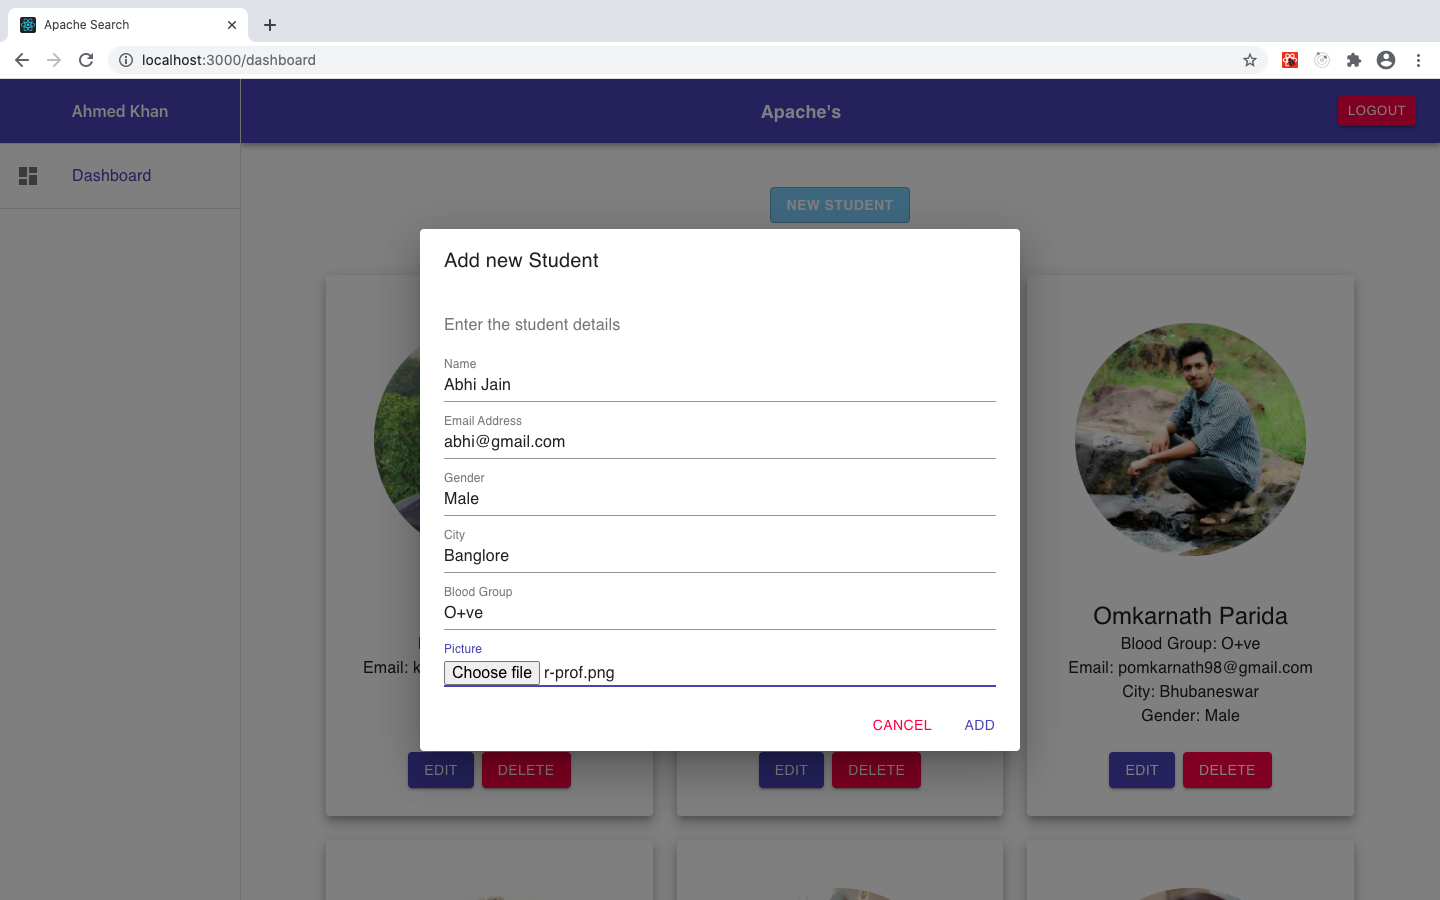 Apache Search
localhost:3000/dashboard
Ahmed Khan
Apache's
LOGOUT
Dashboard
NEW STUDENT
Add new Student
Enter the student details
Name
Abhi Jain
Email Address
abhi@gmail.com
Gender
Male
City
Banglore
Blood Group
O+ve
Picture
Choose file r-prof.png
CANCEL ADD
Email:
EDIT DELETE
EDIT DELETE
Omkarnath Parida
Blood Group: O+ve
Email: pomkarnath98@gmail.com
City: Bhubaneswar
Gender: Male
EDIT DELETE